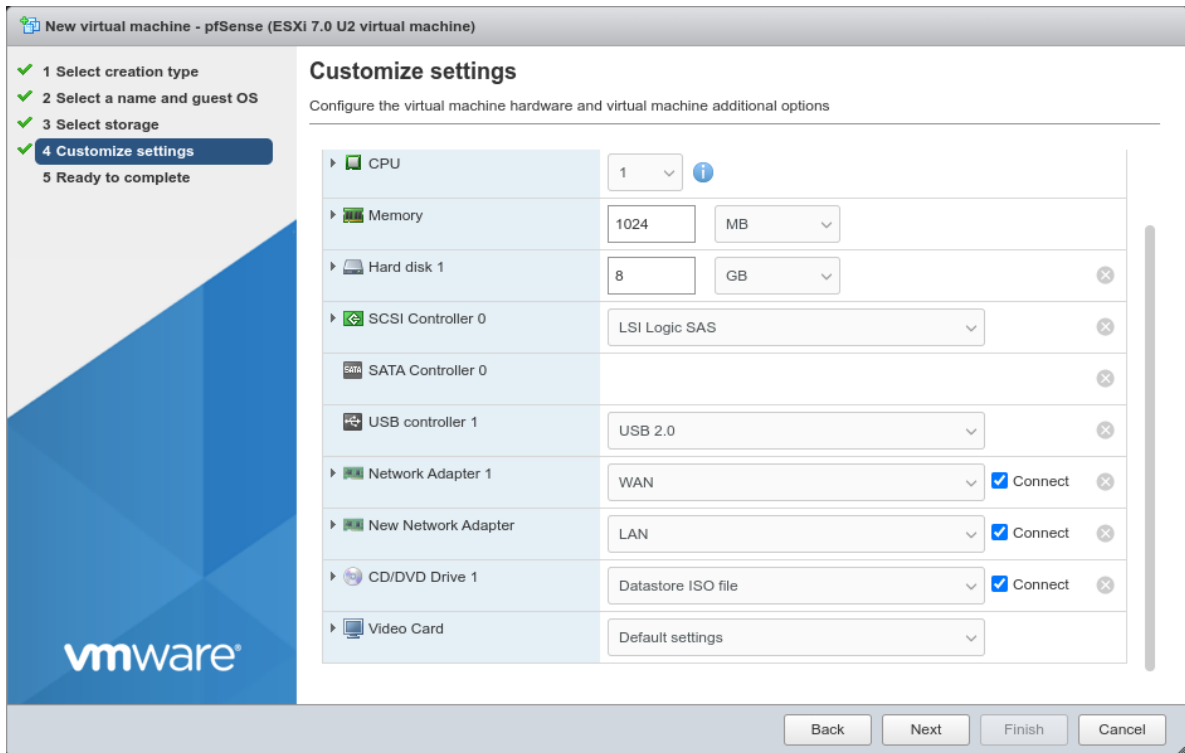 New virtual machine - pfSense (ESXi 7.0 U2 virtual machine)
1 Select creation type
2 Select a name and guest OS
3 Select storage
4 Customize settings
5 Ready to complete
Customize settings
Configure the virtual machine hardware and virtual machine additional options
CPU 1
Memory 1024 MB
Hard disk 1 8 GB
SCSI Controller 0 LSI Logic SAS
SATA SATA Controller 0
USB controller 1 USB 2.0
Network Adapter 1 WAN Connect
New Network Adapter LAN Connect
CD/DVD Drive 1 Datastore ISO file Connect
Video Card Default settings
vmware®
Back Next Finish Cancel